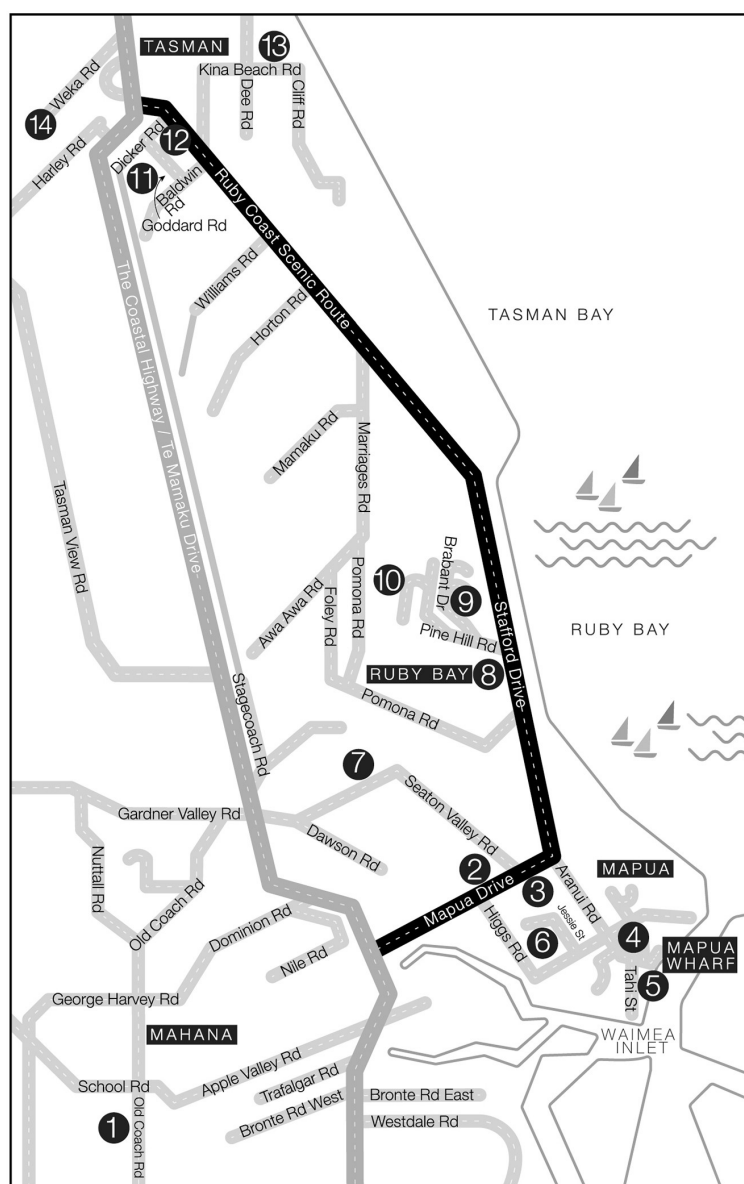 TASMAN
13
Kina Beach Rd
Weka Rd
Dee Rd
Cliff Rd
14
Harley Rd
Dicker Rd
12
11
Baldwin
Rd
Goddard Rd
Ruby Coast Scenic Route
Williams Rd
Horton Rd
TASMAN BAY
The Coastal Highway / Te Mamaku Drive
Mamaku Rd
Marriages Rd
Tasman View Rd
Brabant Dr
10
9
Awa Awa Rd
Foley Rd
Pomona Rd
Pine Hill Rd
Stafford Drive
RUBY BAY
RUBY BAY
8
Pomona Rd
Stagecoach Rd
7
Seaton Valley Rd
Gardner Valley Rd
Dawson Rd
Nuttall Rd
Old Coach Rd
2
Mapua Drive
3
Aranui Rd
MAPUA
Jessie St
Higgs Rd
6
4
MAPUA
WHARF
Tahi St
5
Dominion Rd
Nile Rd
George Harvey Rd
MAHANA
WAIMEA
INLET
Apple Valley Rd
School Rd
Trafalgar Rd
Bronte Rd West
Bronte Rd East
Westdale Rd
1
Old Coach Rd